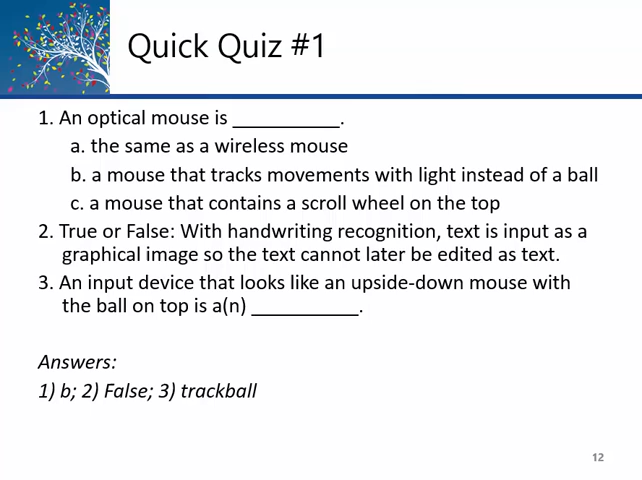 Quick Quiz #1
1. An optical mouse is __________.
a. the same as a wireless mouse
b. a mouse that tracks movements with light instead of a ball
c. a mouse that contains a scroll wheel on the top
2. True or False: With handwriting recognition, text is input as a
graphical image so the text cannot later be edited as text.
3. An input device that looks like an upside-down mouse with
the ball on top is a(n) __________.
Answers:
1) b; 2) False; 3) trackball
12